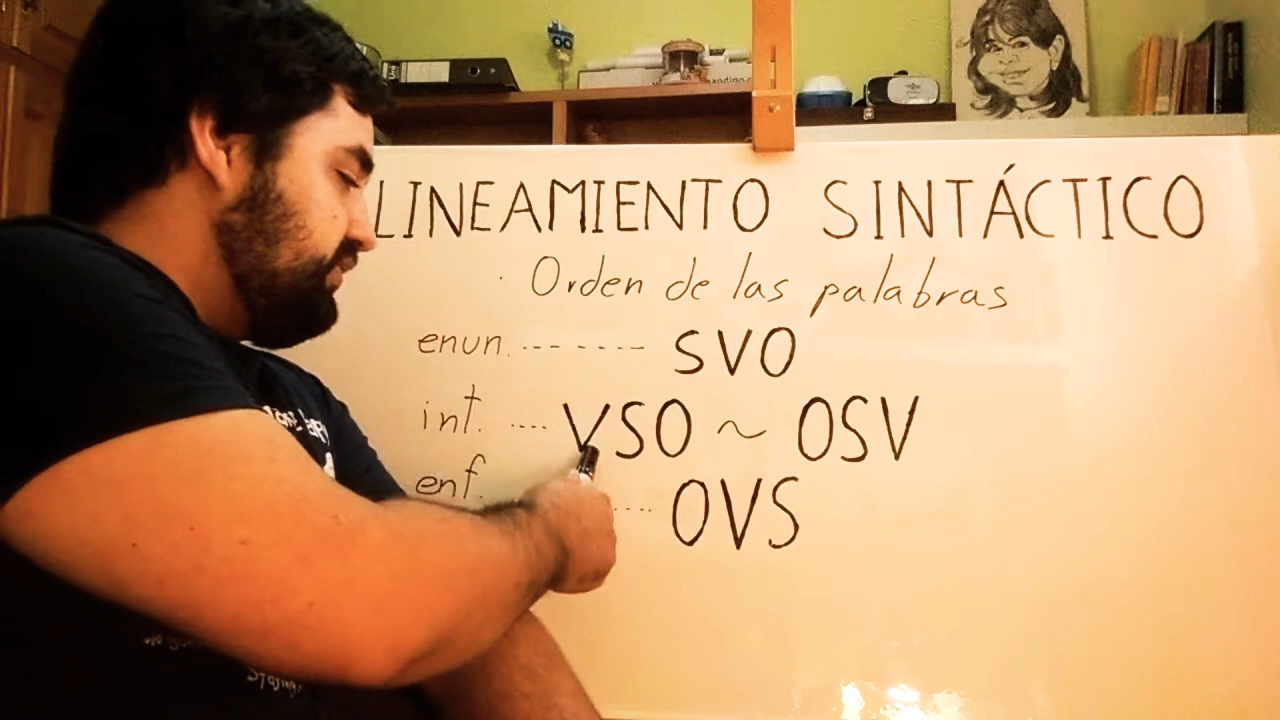 LINEAMIENTO SINTÁCTICO
· Orden de las palabras
enun. ------- SVO
int. ---- VSO ~ OSV
enf. .... OVS